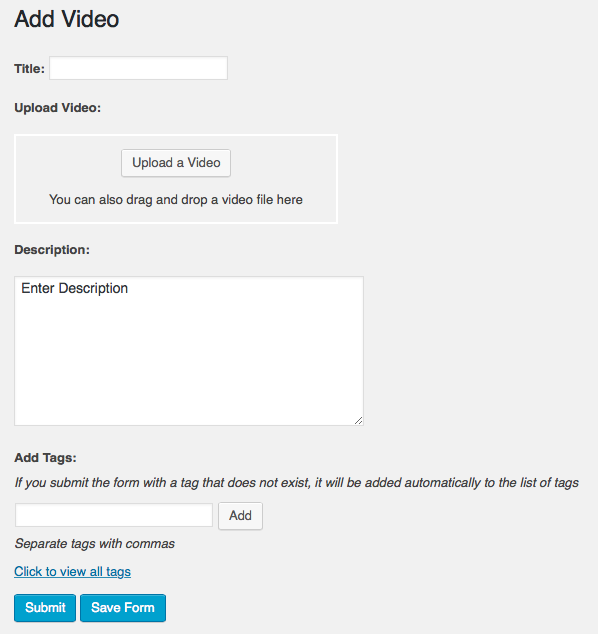 Add Video
Title:
Upload Video:
Upload a Video
You can also drag and drop a video file here
Description:
Enter Description
Add Tags:
If you submit the form with a tag that does not exist, it will be added automatically to the list of tags
Add
Separate tags with commas
Click to view all tags
Submit Save Form